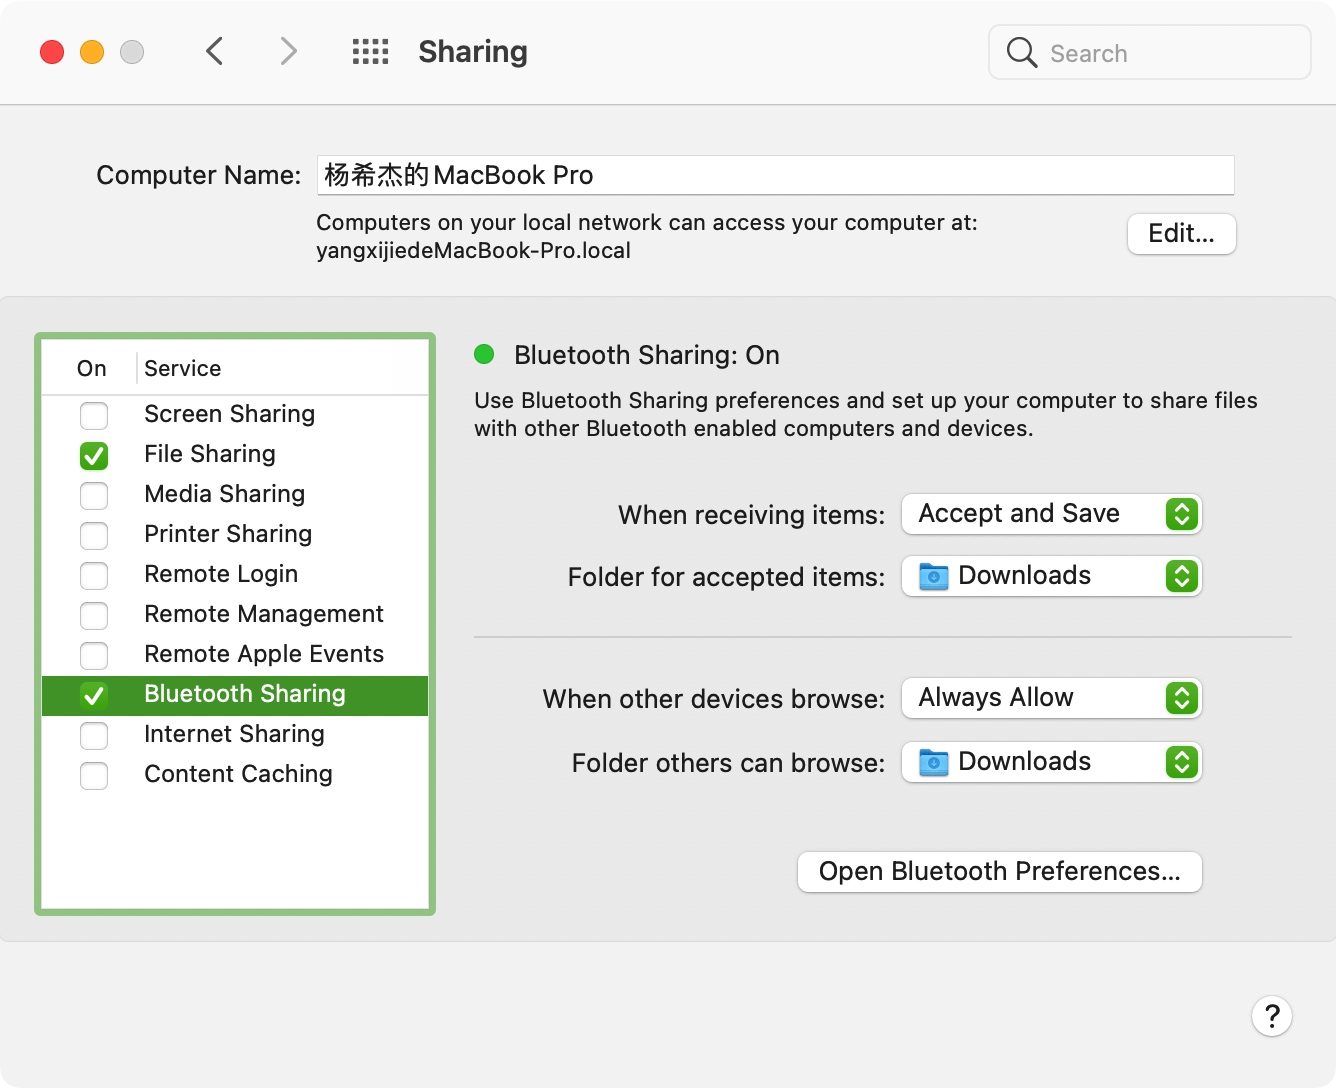 Sharing
Search
Computer Name: 杨希杰的MacBook Pro
Computers on your local network can access your computer at:
yangxijiedeMacBook-Pro.local
Edit...
On Service
Screen Sharing
File Sharing
Media Sharing
Printer Sharing
Remote Login
Remote Management
Remote Apple Events
Bluetooth Sharing
Internet Sharing
Content Caching
Bluetooth Sharing: On
Use Bluetooth Sharing preferences and set up your computer to share files
with other Bluetooth enabled computers and devices.
When receiving items: Accept and Save
Folder for accepted items: Downloads
When other devices browse: Always Allow
Folder others can browse: Downloads
Open Bluetooth Preferences...
?